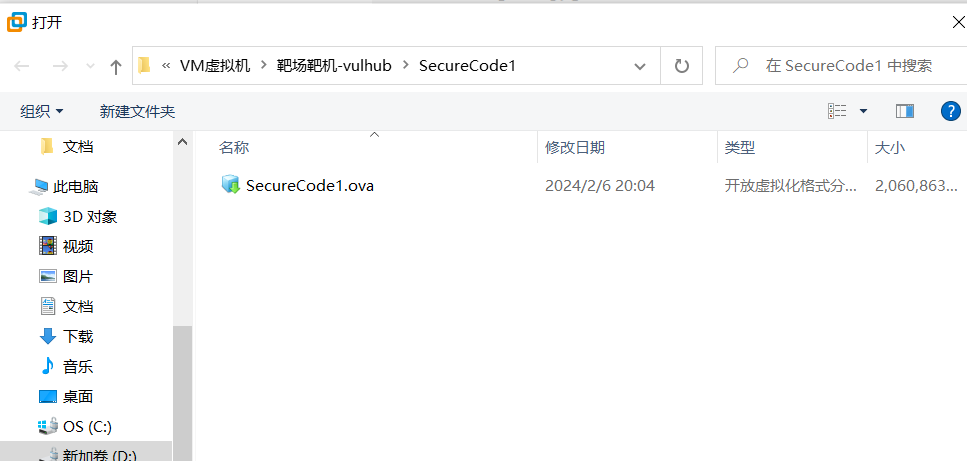 打开
« VM虚拟机 › 靶场靶机-vulhub › SecureCode1
在 SecureCode1 中搜索
组织
新建文件夹
?
名称
修改日期
类型
大小
文档
SecureCode1.ova
2024/2/6 20:04
开放虚拟化格式分...
2,060,863...
此电脑
3D 对象
视频
图片
文档
下载
音乐
桌面
OS (C:)
新加卷 (D:)